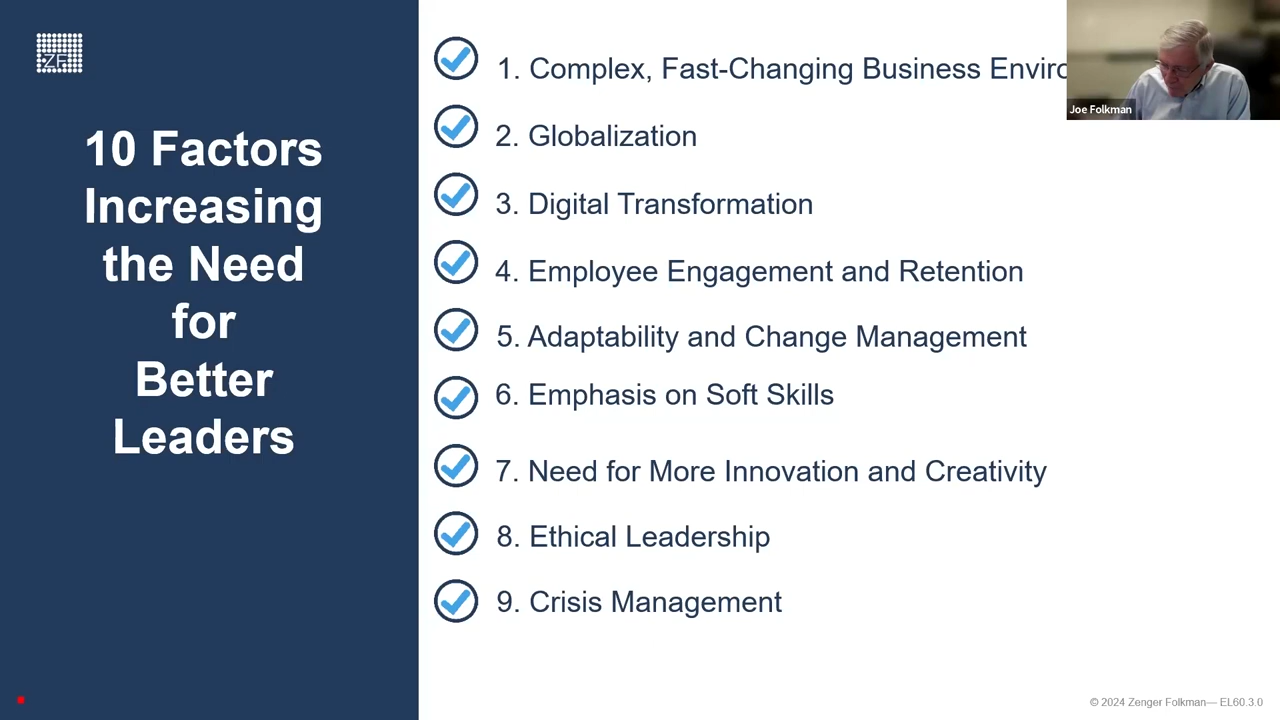 ZF
10 Factors
Increasing
the Need
for
Better
Leaders
1. Complex, Fast-Changing Business
2. Globalization
3. Digital Transformation
4. Employee Engagement and Retention
5. Adaptability and Change Management
6. Emphasis on Soft Skills
7. Need for More Innovation and Creativity
8. Ethical Leadership
9. Crisis Management
Joe Folkman
© 2024 Zenger Folkman— EL60.3.0